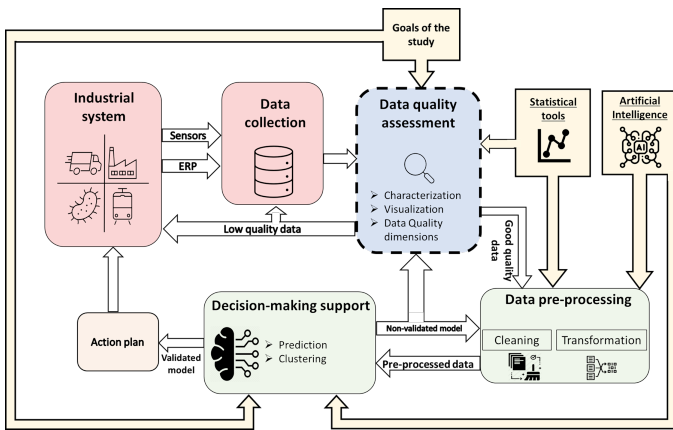 Goals of the
study
Industrial
system
Sensors
ERP
Data
collection
Data quality
assessment
➢ Characterization
➢ Visualization
➢ Data Quality
dimensions
Statistical
tools
Artificial
Intelligence
AI
Low quality data
Good quality
data
Action plan
Validated
model
Decision-making support
➢ Prediction
➢ Clustering
Non-validated model
Pre-processed data
Data pre-processing
Cleaning
Transformation